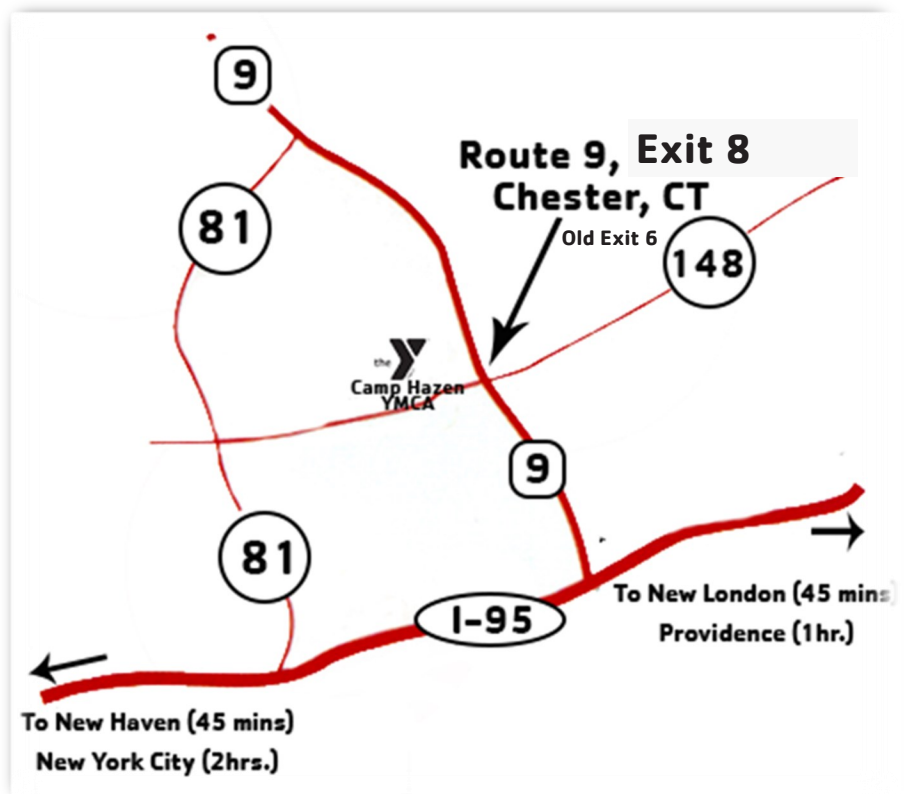 9
Route 9, Exit 8
Chester, CT
Old Exit 6
81
148
the Y
Camp Hazen
YMCA
9
81
I-95
To New London (45 mins)
Providence (1hr.)
To New Haven (45 mins)
New York City (2hrs.)